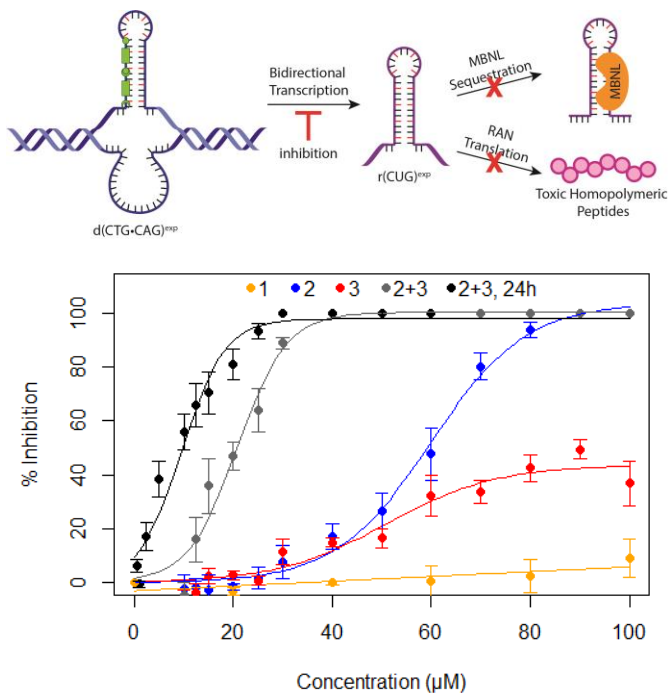 Bidirectional
Transcription
inhibition
d(CTG•CAG)exp
r(CUG)exp
MBNL
Sequestration
MBNL
RAN
Translation
Toxic Homopolymeric
Peptides
1 2 3 2+3 2+3, 24h
% Inhibition
100
80
60
40
20
0
0 20 40 60 80 100
Concentration (µM)